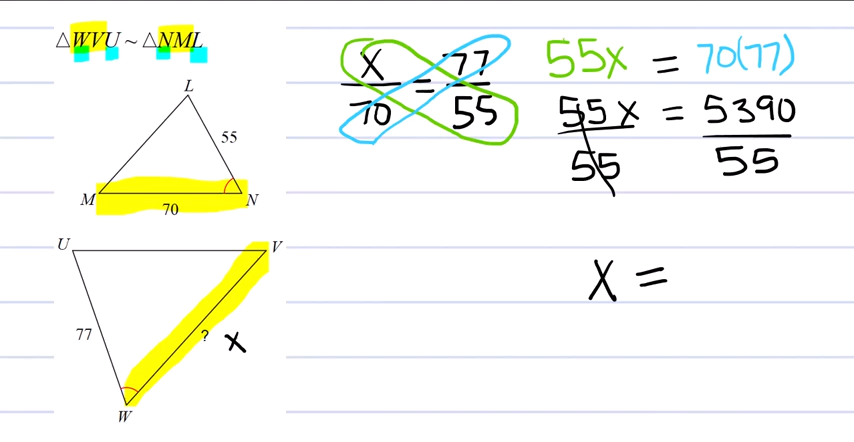 △WVU ~ △NML
L
55
M
70
N
U
V
77
?
x
W
x/70 = 77/55
55x = 70(77)
55x/55 = 5390/55
x =